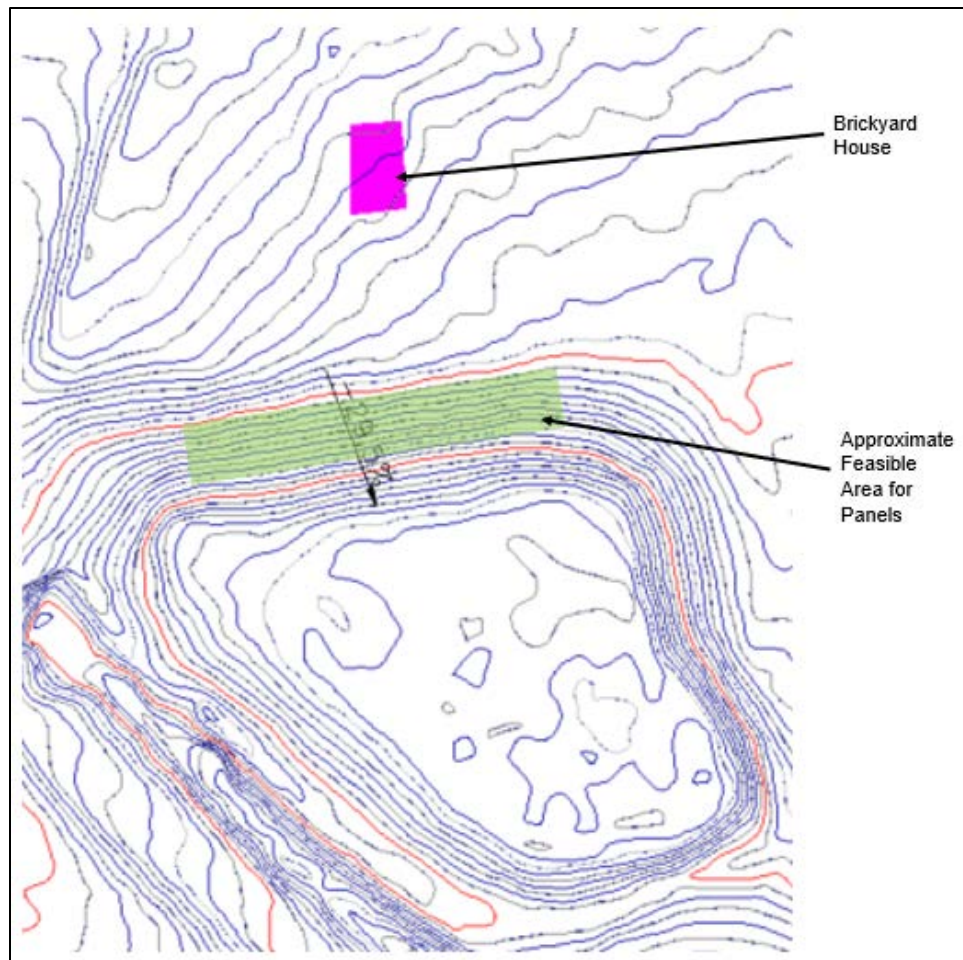 Brickyard
House
Approximate
Feasible
Area for
Panels